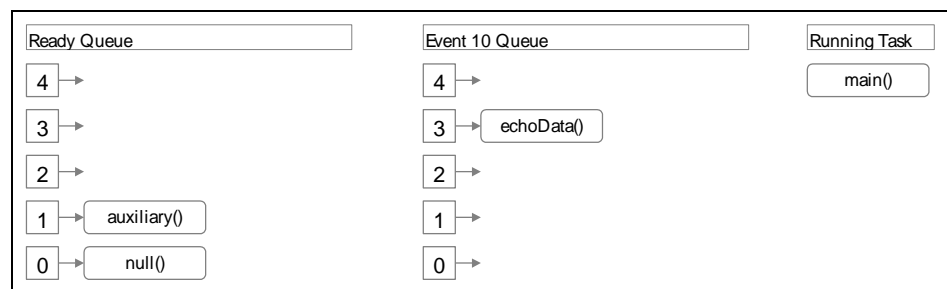 Ready Queue
Event 10 Queue
Running Task
4
4
main()
3
3
echoData()
2
2
1
auxiliary()
1
0
null()
0